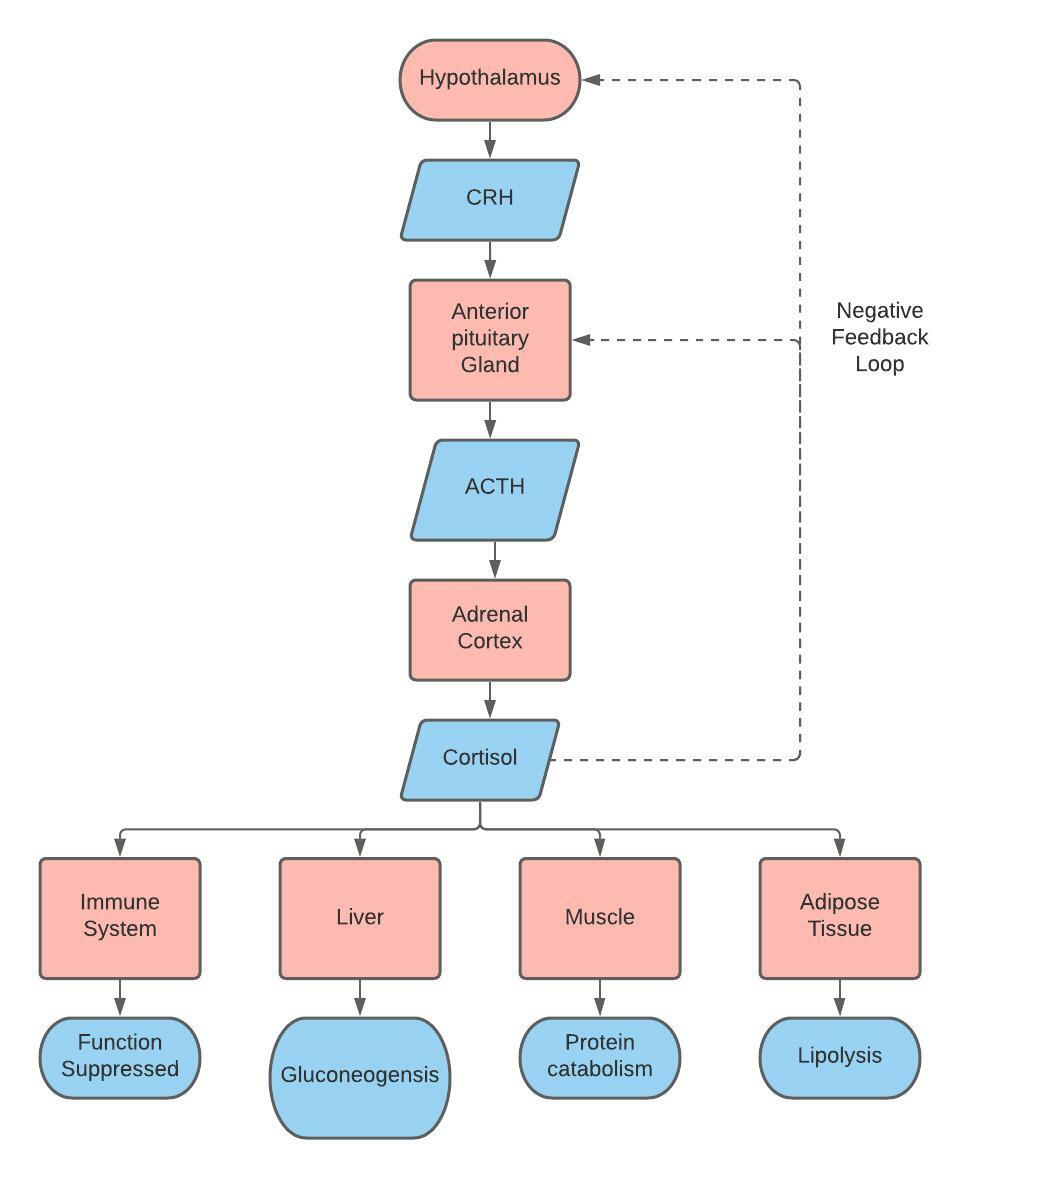 Hypothalamus
CRH
Anterior
pituitary
Gland
Negative
Feedback
Loop
ACTH
Adrenal
Cortex
Cortisol
Immune
System
Liver
Muscle
Adipose
Tissue
Function
Suppressed
Gluconeogensis
Protein
catabolism
Lipolysis